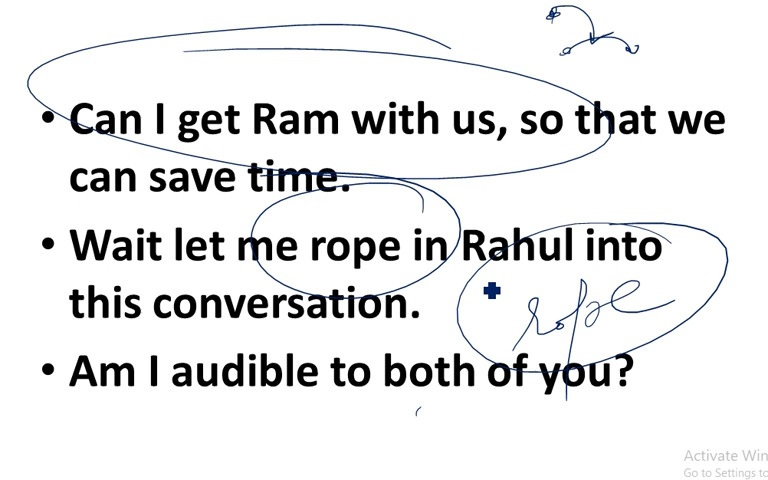 • Can I get Ram with us, so that we
can save time.
• Wait let me rope in Rahul into
this conversation.
rope
• Am I audible to both of you?
Activate Win
Go to Settings to